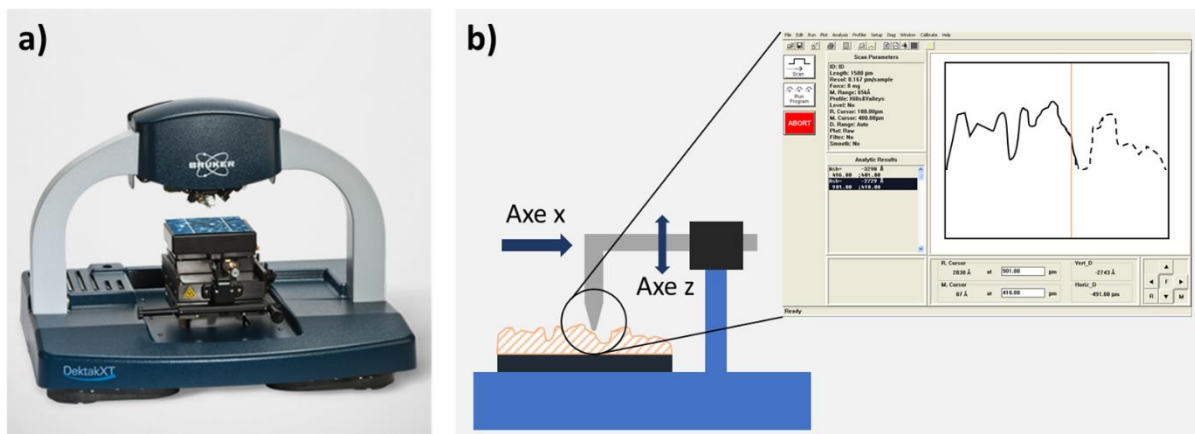 a)
BRUKER
DektakXT
b)
Axe x
Axe z
File Edit Run Plot Analysis Profiler Setup Diag Window Calibrate Help
Scan
Run
Program
ABORT
Scan Parameters
ID: ID
Length: 1500 µm
Resol: 0.167 µm/sample
Force: 8 mg
M. Range: 65kÅ
Profile: Hills&Valleys
Level: No
R. Cursor: 100.00µm
M. Cursor: 400.00µm
D. Range: Auto
Plot: Raw
Filter: No
Smooth: No
Analytic Results
R. Cursor
2830 Å at 901.00 µm
M. Cursor
87 Å at 410.00 µm
Vert_D
-2743 Å
Horiz_D
-491.00 µm
R F M
Ready